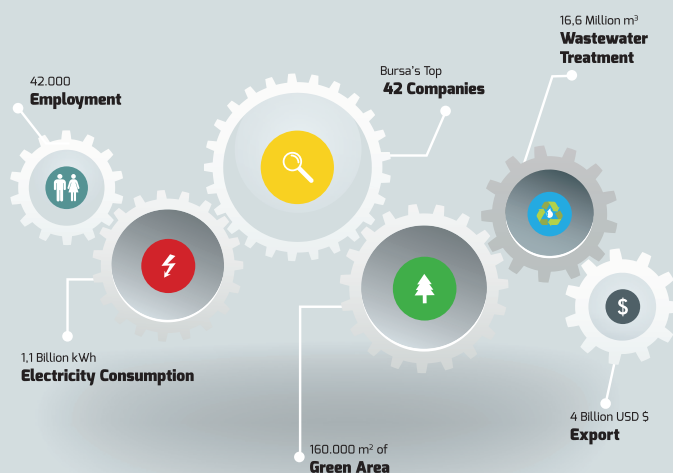 16,6 Million m³
Wastewater
Treatment
Bursa's Top
42 Companies
42.000
Employment
$
1,1 Billion kWh
Electricity Consumption
4 Billion USD $
Export
160.000 m² of
Green Area